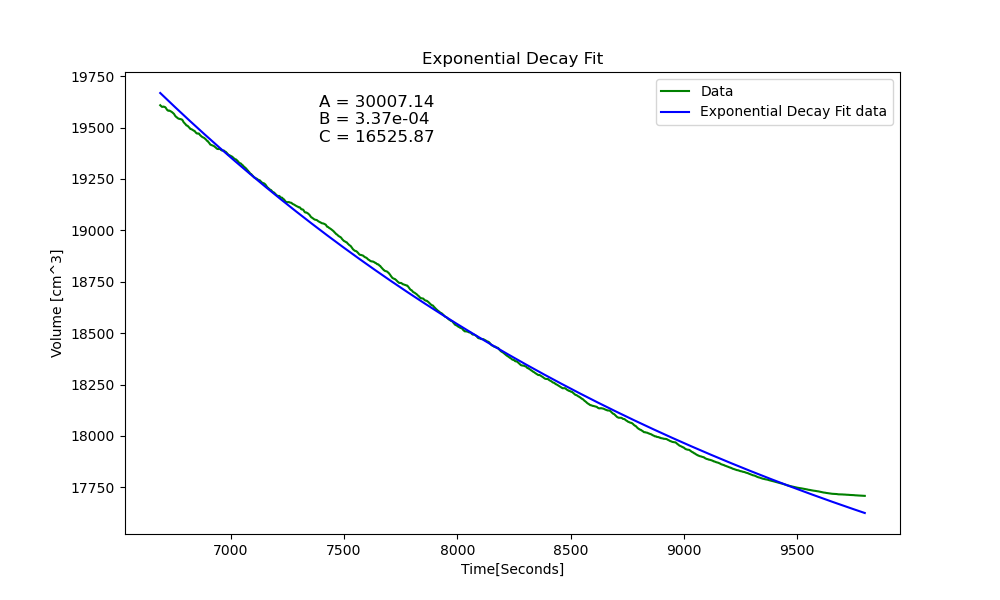 Exponential Decay Fit
A = 30007.14
B = 3.37e-04
C = 16525.87
Data
Exponential Decay Fit data
Volume [cm^3]
19750
19500
19250
19000
18750
18500
18250
18000
17750
7000 7500 8000 8500 9000 9500
Time[Seconds]